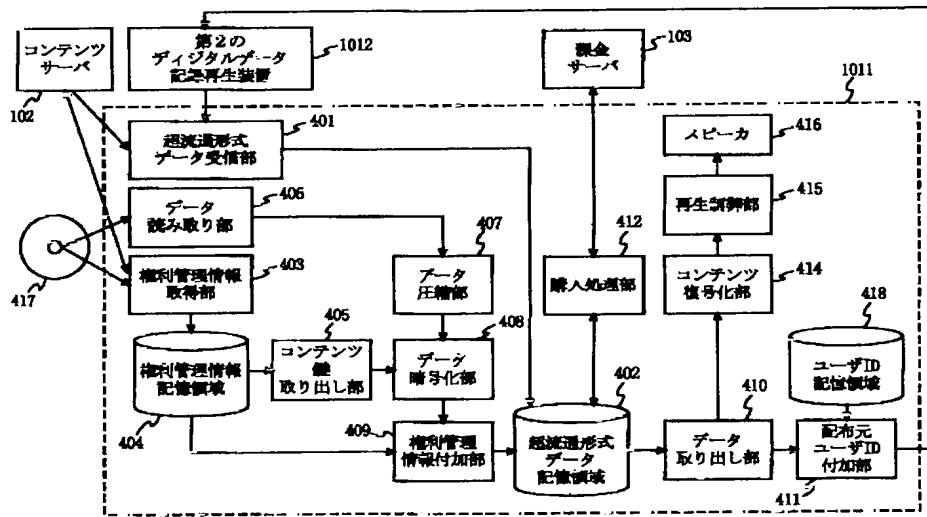 コンテンツ
サーバ
102
第2の
ディジタルデータ
記録再生装置
1012
課金
サーバ
103
1011
超流通形式
データ受信部
401
スピーカ
416
データ
読み取り部
406
再生制御部
415
417
権利管理情報
取得部
403
データ
圧縮部
407
購入処理部
412
コンテンツ
復号化部
414
権利管理情報
記憶領域
404
コンテンツ
鍵
取り出し部
405
データ
暗号化部
408
ユーザID
記憶領域
418
409
権利管理
情報付加部
超流通形式
データ
記憶領域
402
データ
取り出し部
410
配布元
ユーザID
付加部
411